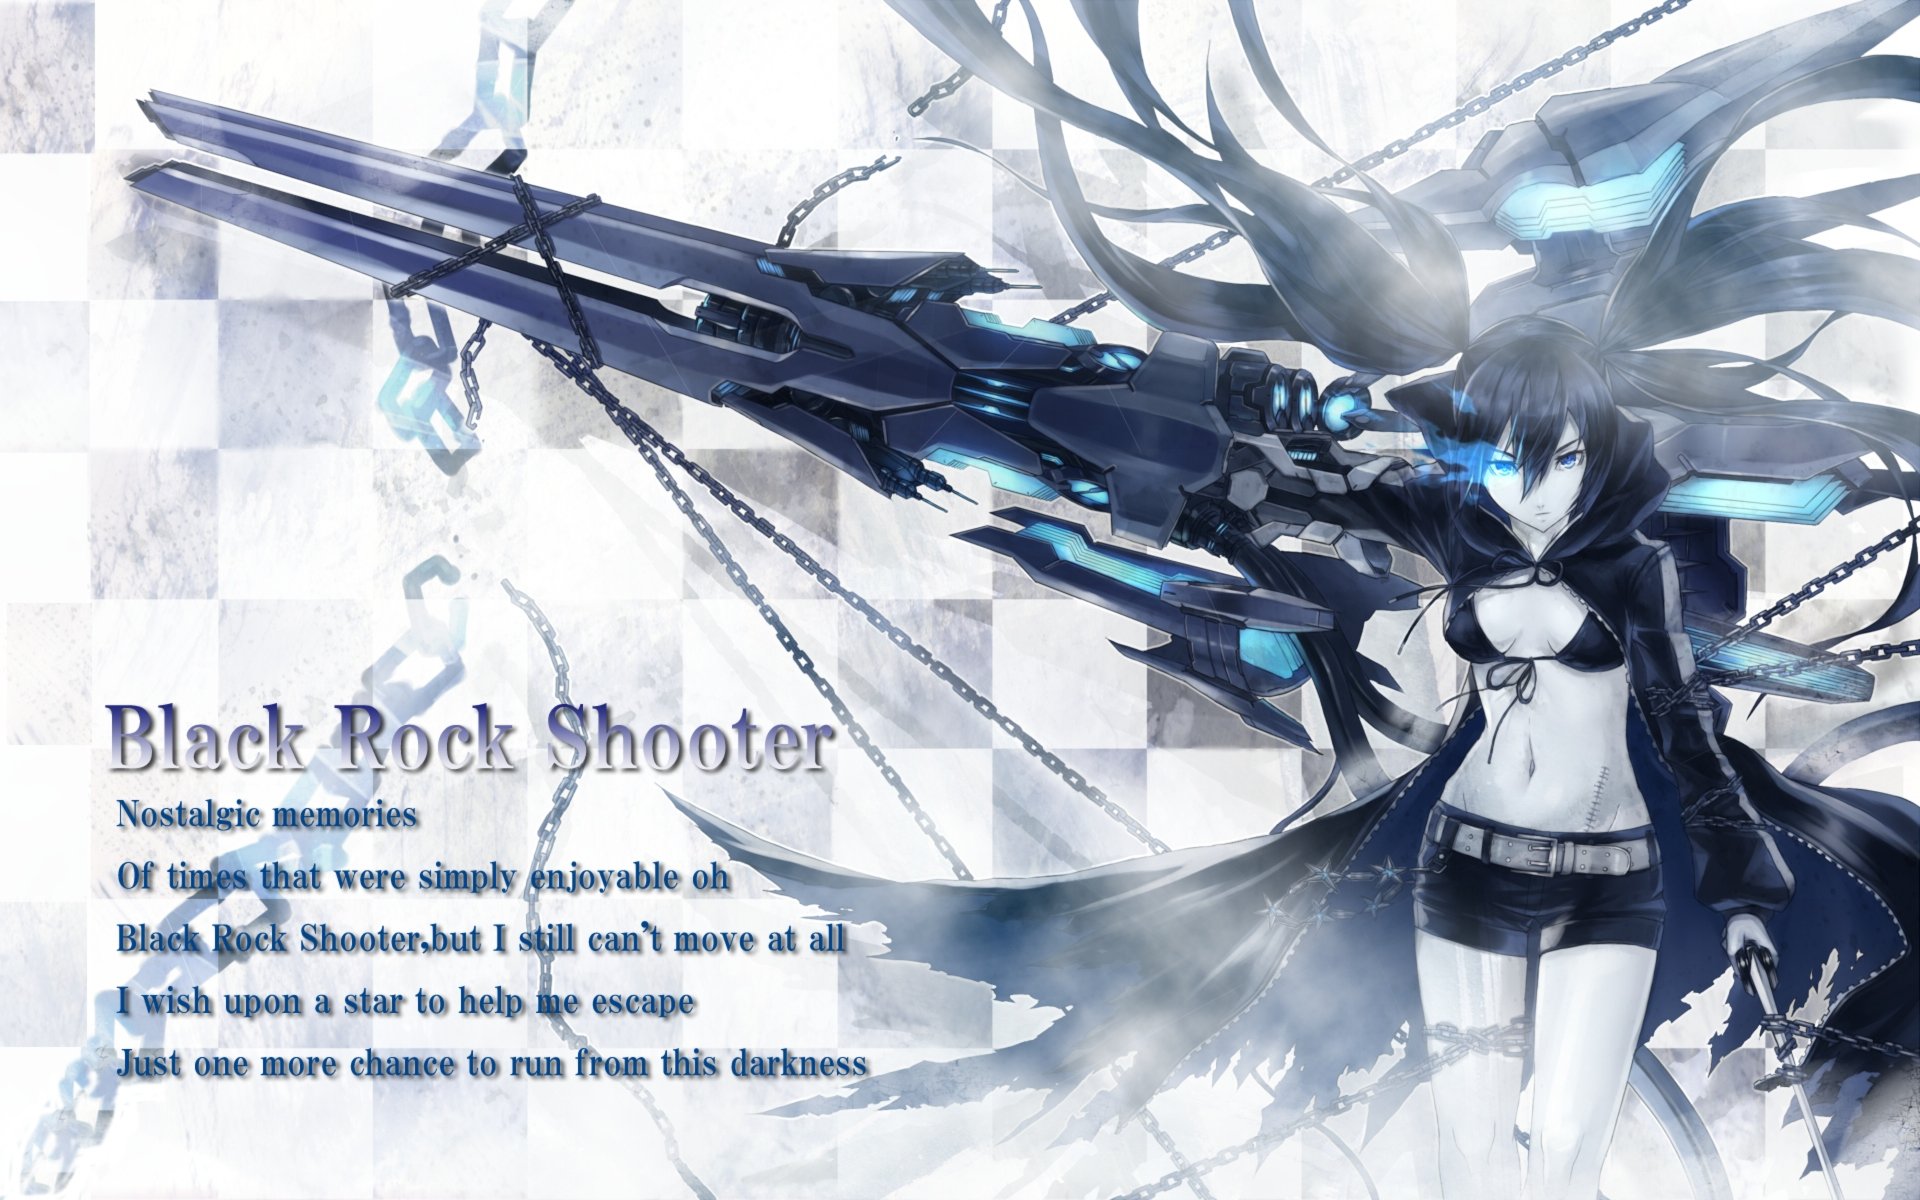 Black Rock Shooter
Nostalgic memories
Of times that were simply enjoyable oh
Black Rock Shooter,but I still can't move at all
I wish upon a star to help me escape
Just one more chance to run from this darkness